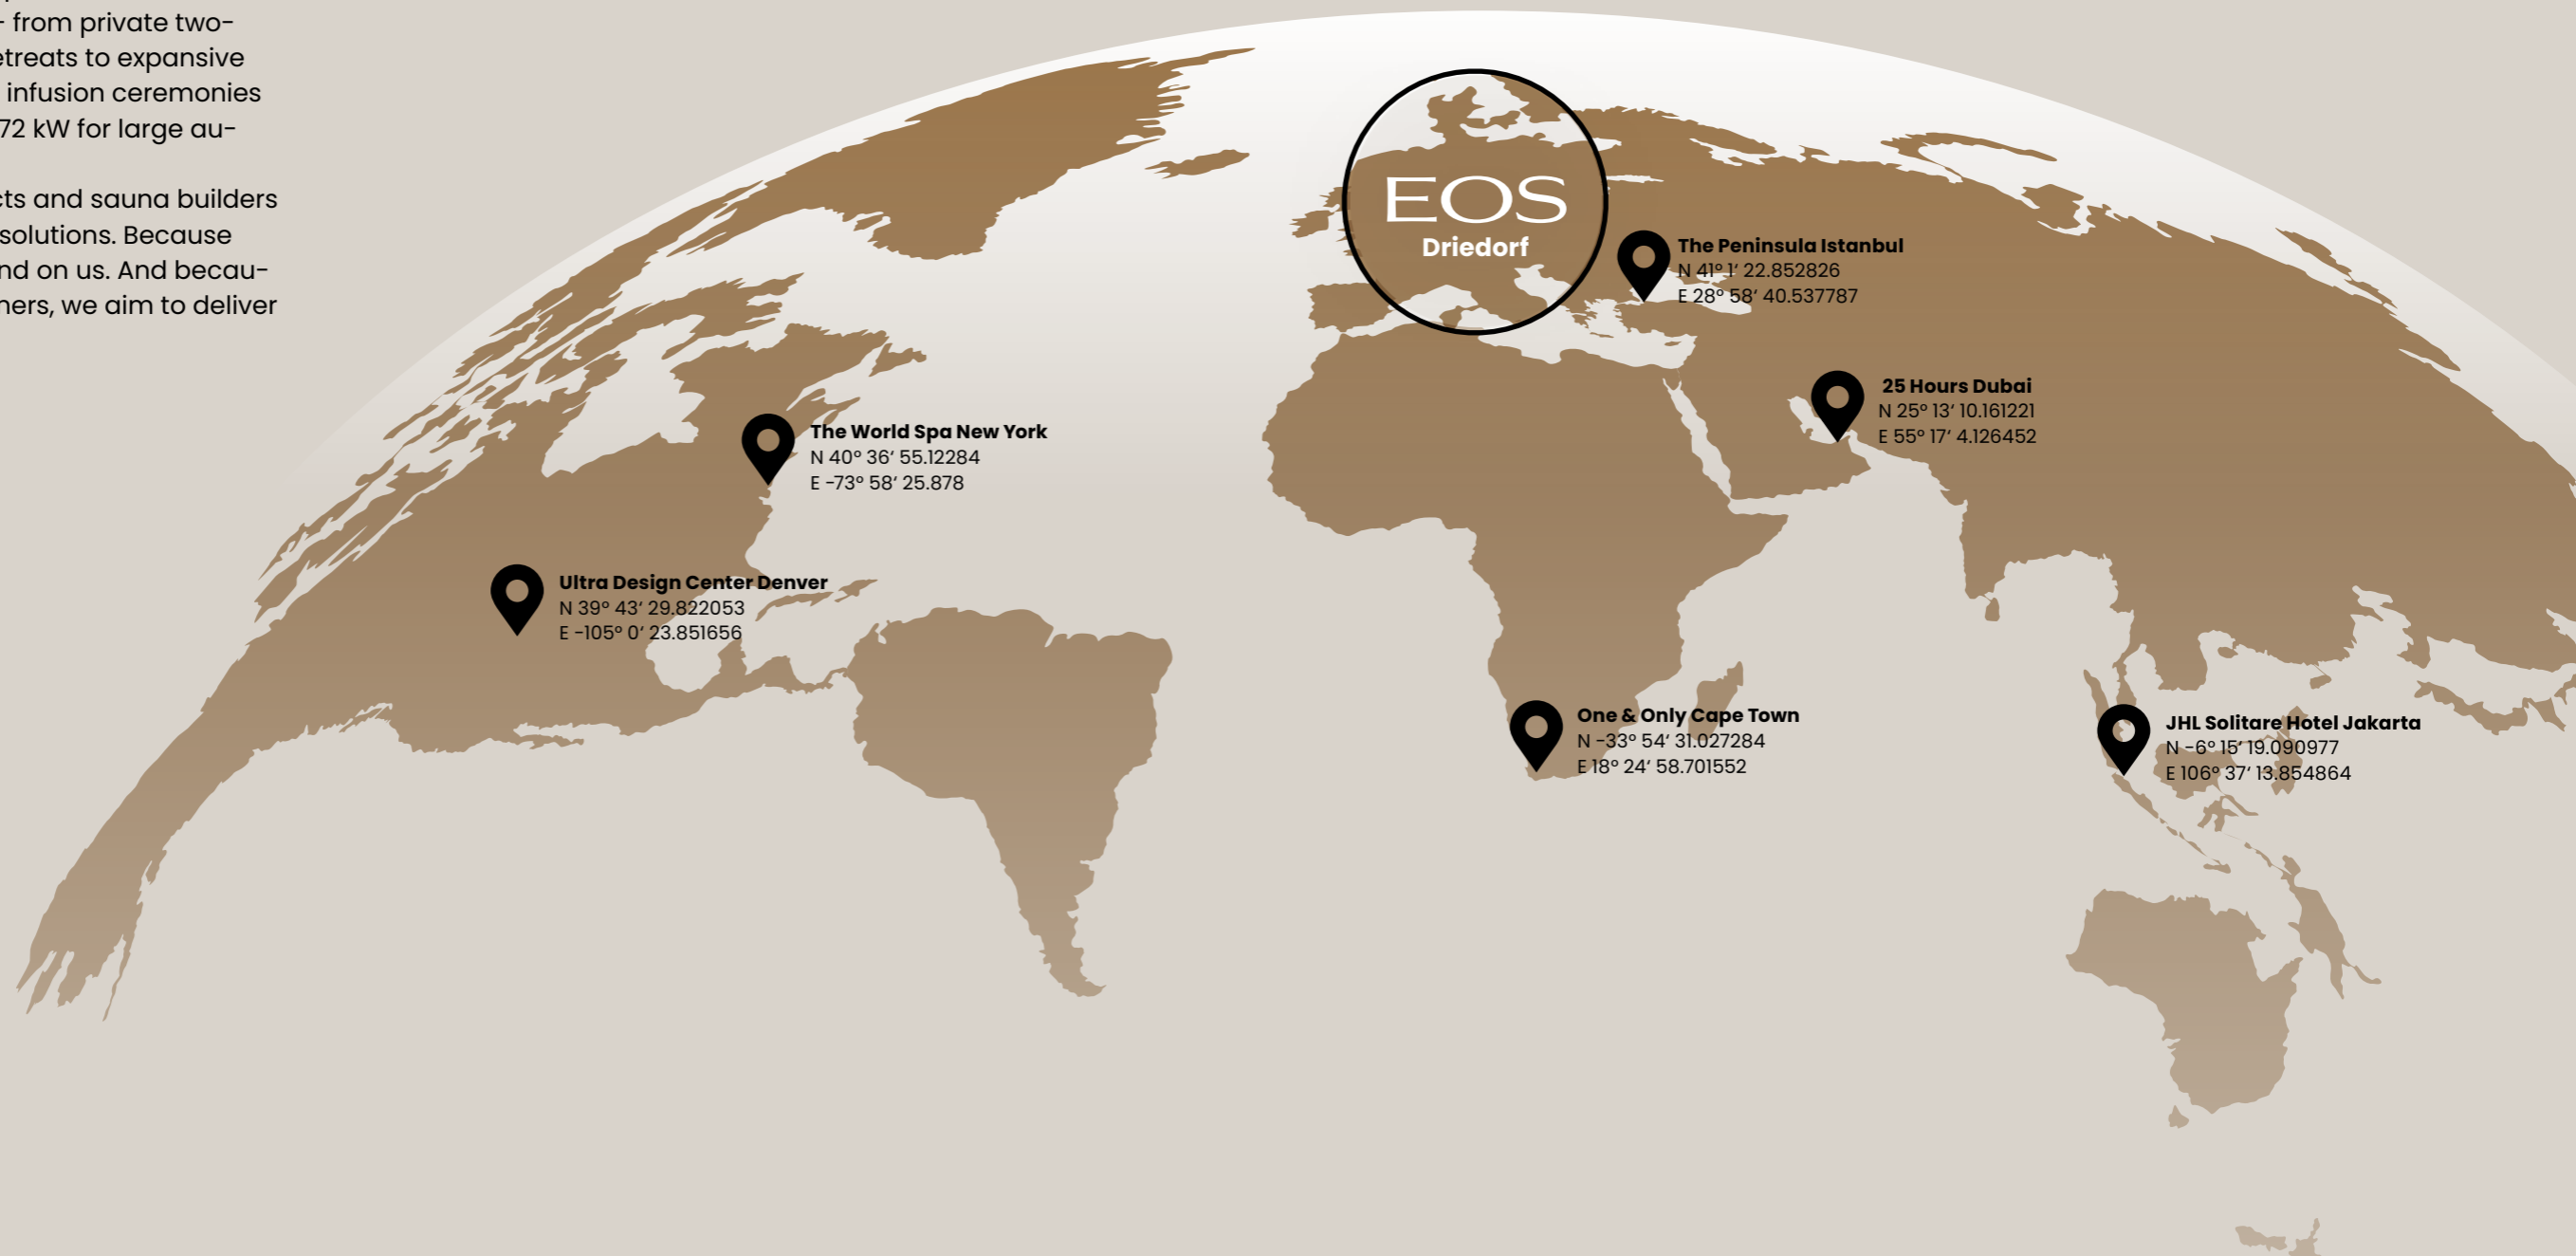 - from private two-
etreats to expansive
infusion ceremonies
72 kW for large au-
cts and sauna builders
solutions. Because
nd on us. And becau-
ners, we aim to deliver
EOS
Driedorf
The Peninsula Istanbul
N 41° 1‘ 22.852826
E 28° 58‘ 40.537787
25 Hours Dubai
N 25° 13‘ 10.161221
E 55° 17‘ 4.126452
The World Spa New York
N 40° 36‘ 55.12284
E -73° 58‘ 25.878
Ultra Design Center Denver
N 39° 43‘ 29.822053
E -105° 0‘ 23.851656
One & Only Cape Town
N -33° 54‘ 31.027284
E 18° 24‘ 58.701552
JHL Solitare Hotel Jakarta
N -6° 15‘ 19.090977
E 106° 37‘ 13.854864